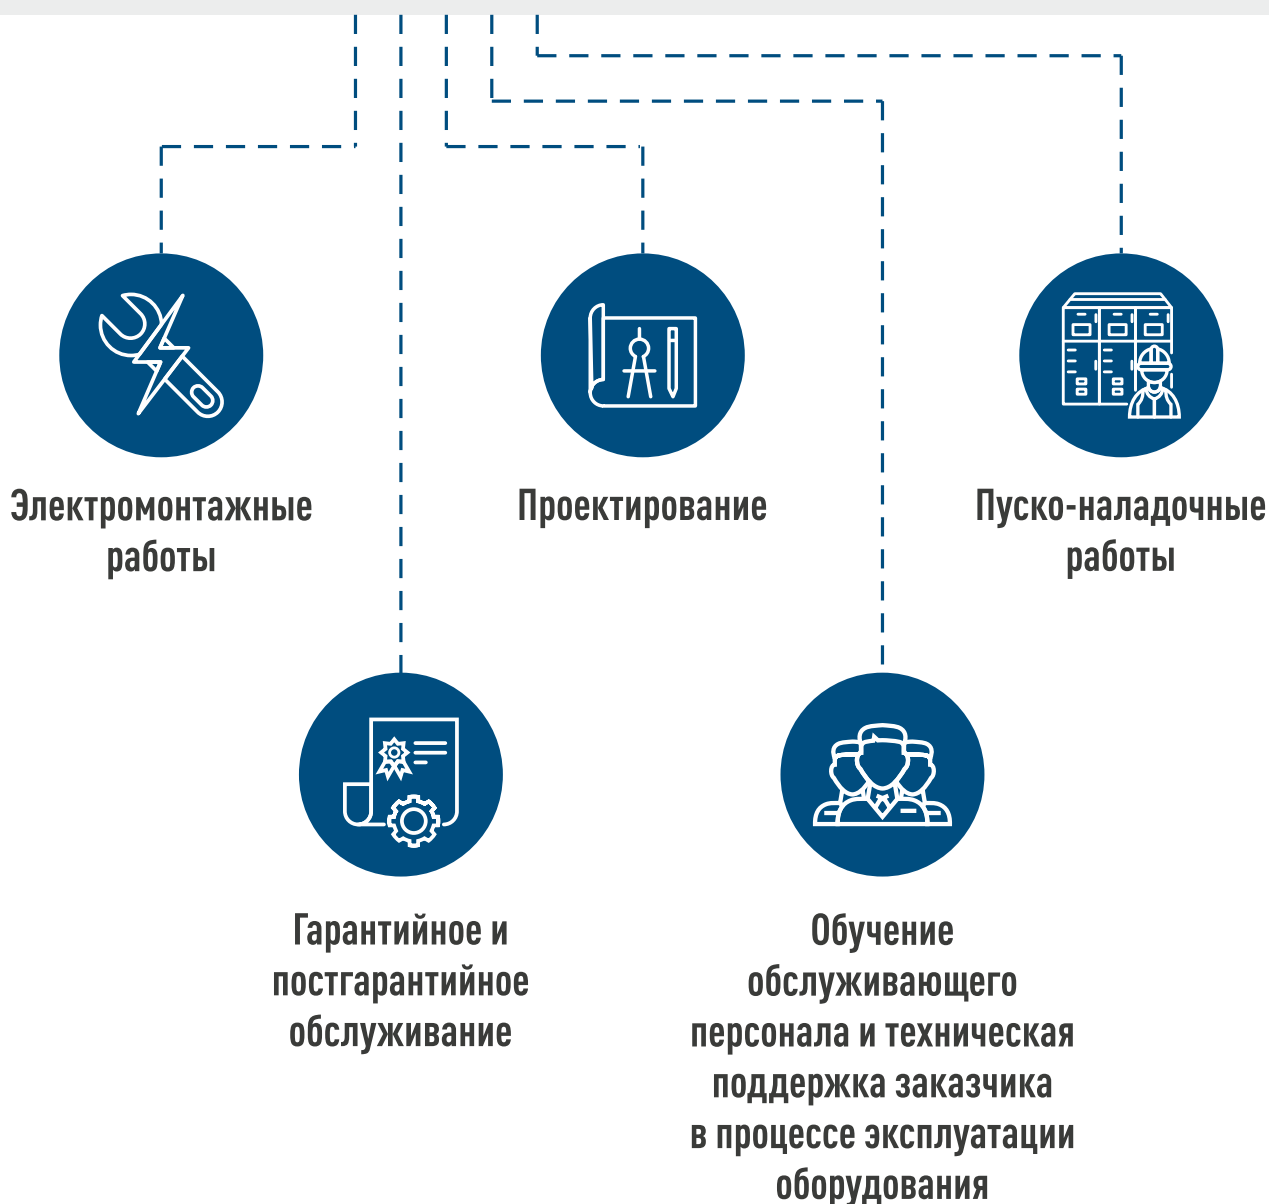 Электромонтажные
работы
Проектирование
Пуско-наладочные
работы
Гарантийное и
постгарантийное
обслуживание
Обучение
обслуживающего
персонала и техническая
поддержка заказчика
в процессе эксплуатации
оборудования